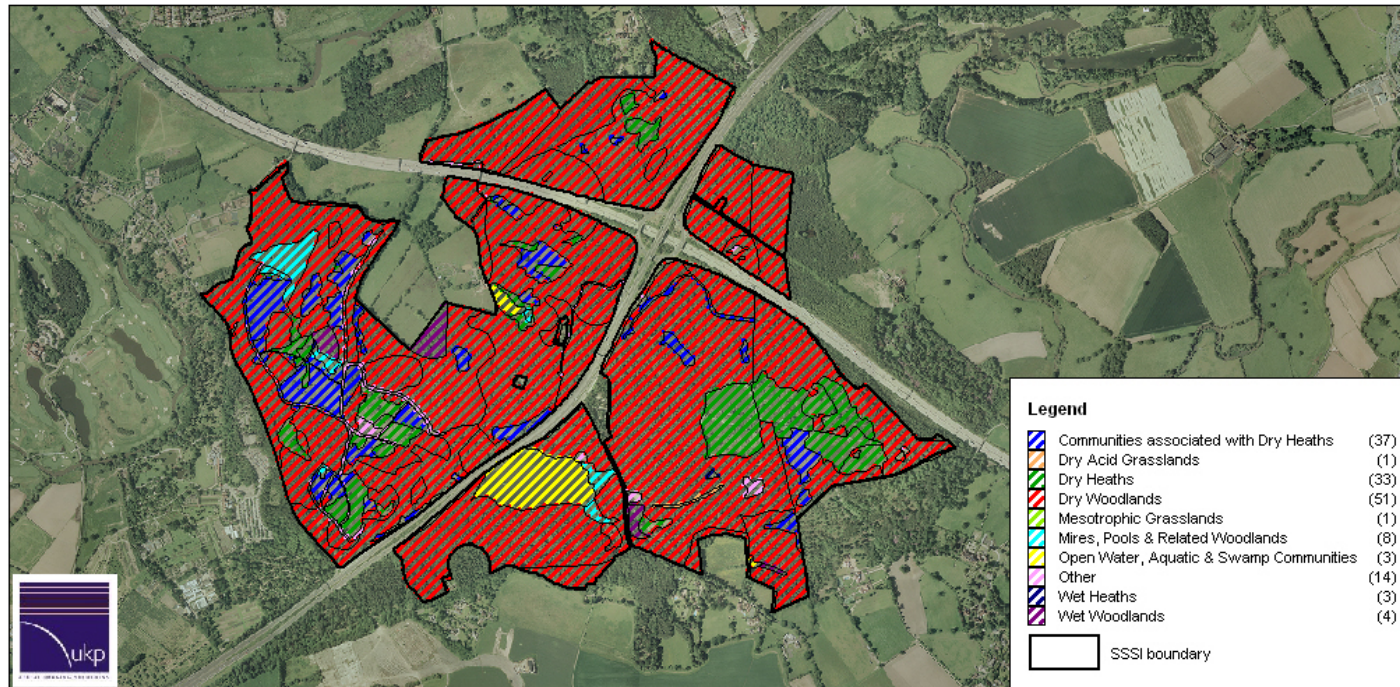 Legend
Communities associated with Dry Heaths (37)
Dry Acid Grasslands (1)
Dry Heaths (33)
Dry Woodlands (51)
Mesotrophic Grasslands (1)
Mires, Pools & Related Woodlands (8)
Open Water, Aquatic & Swamp Communities (3)
Other (14)
Wet Heaths (3)
Wet Woodlands (4)
SSSI boundary
ukp